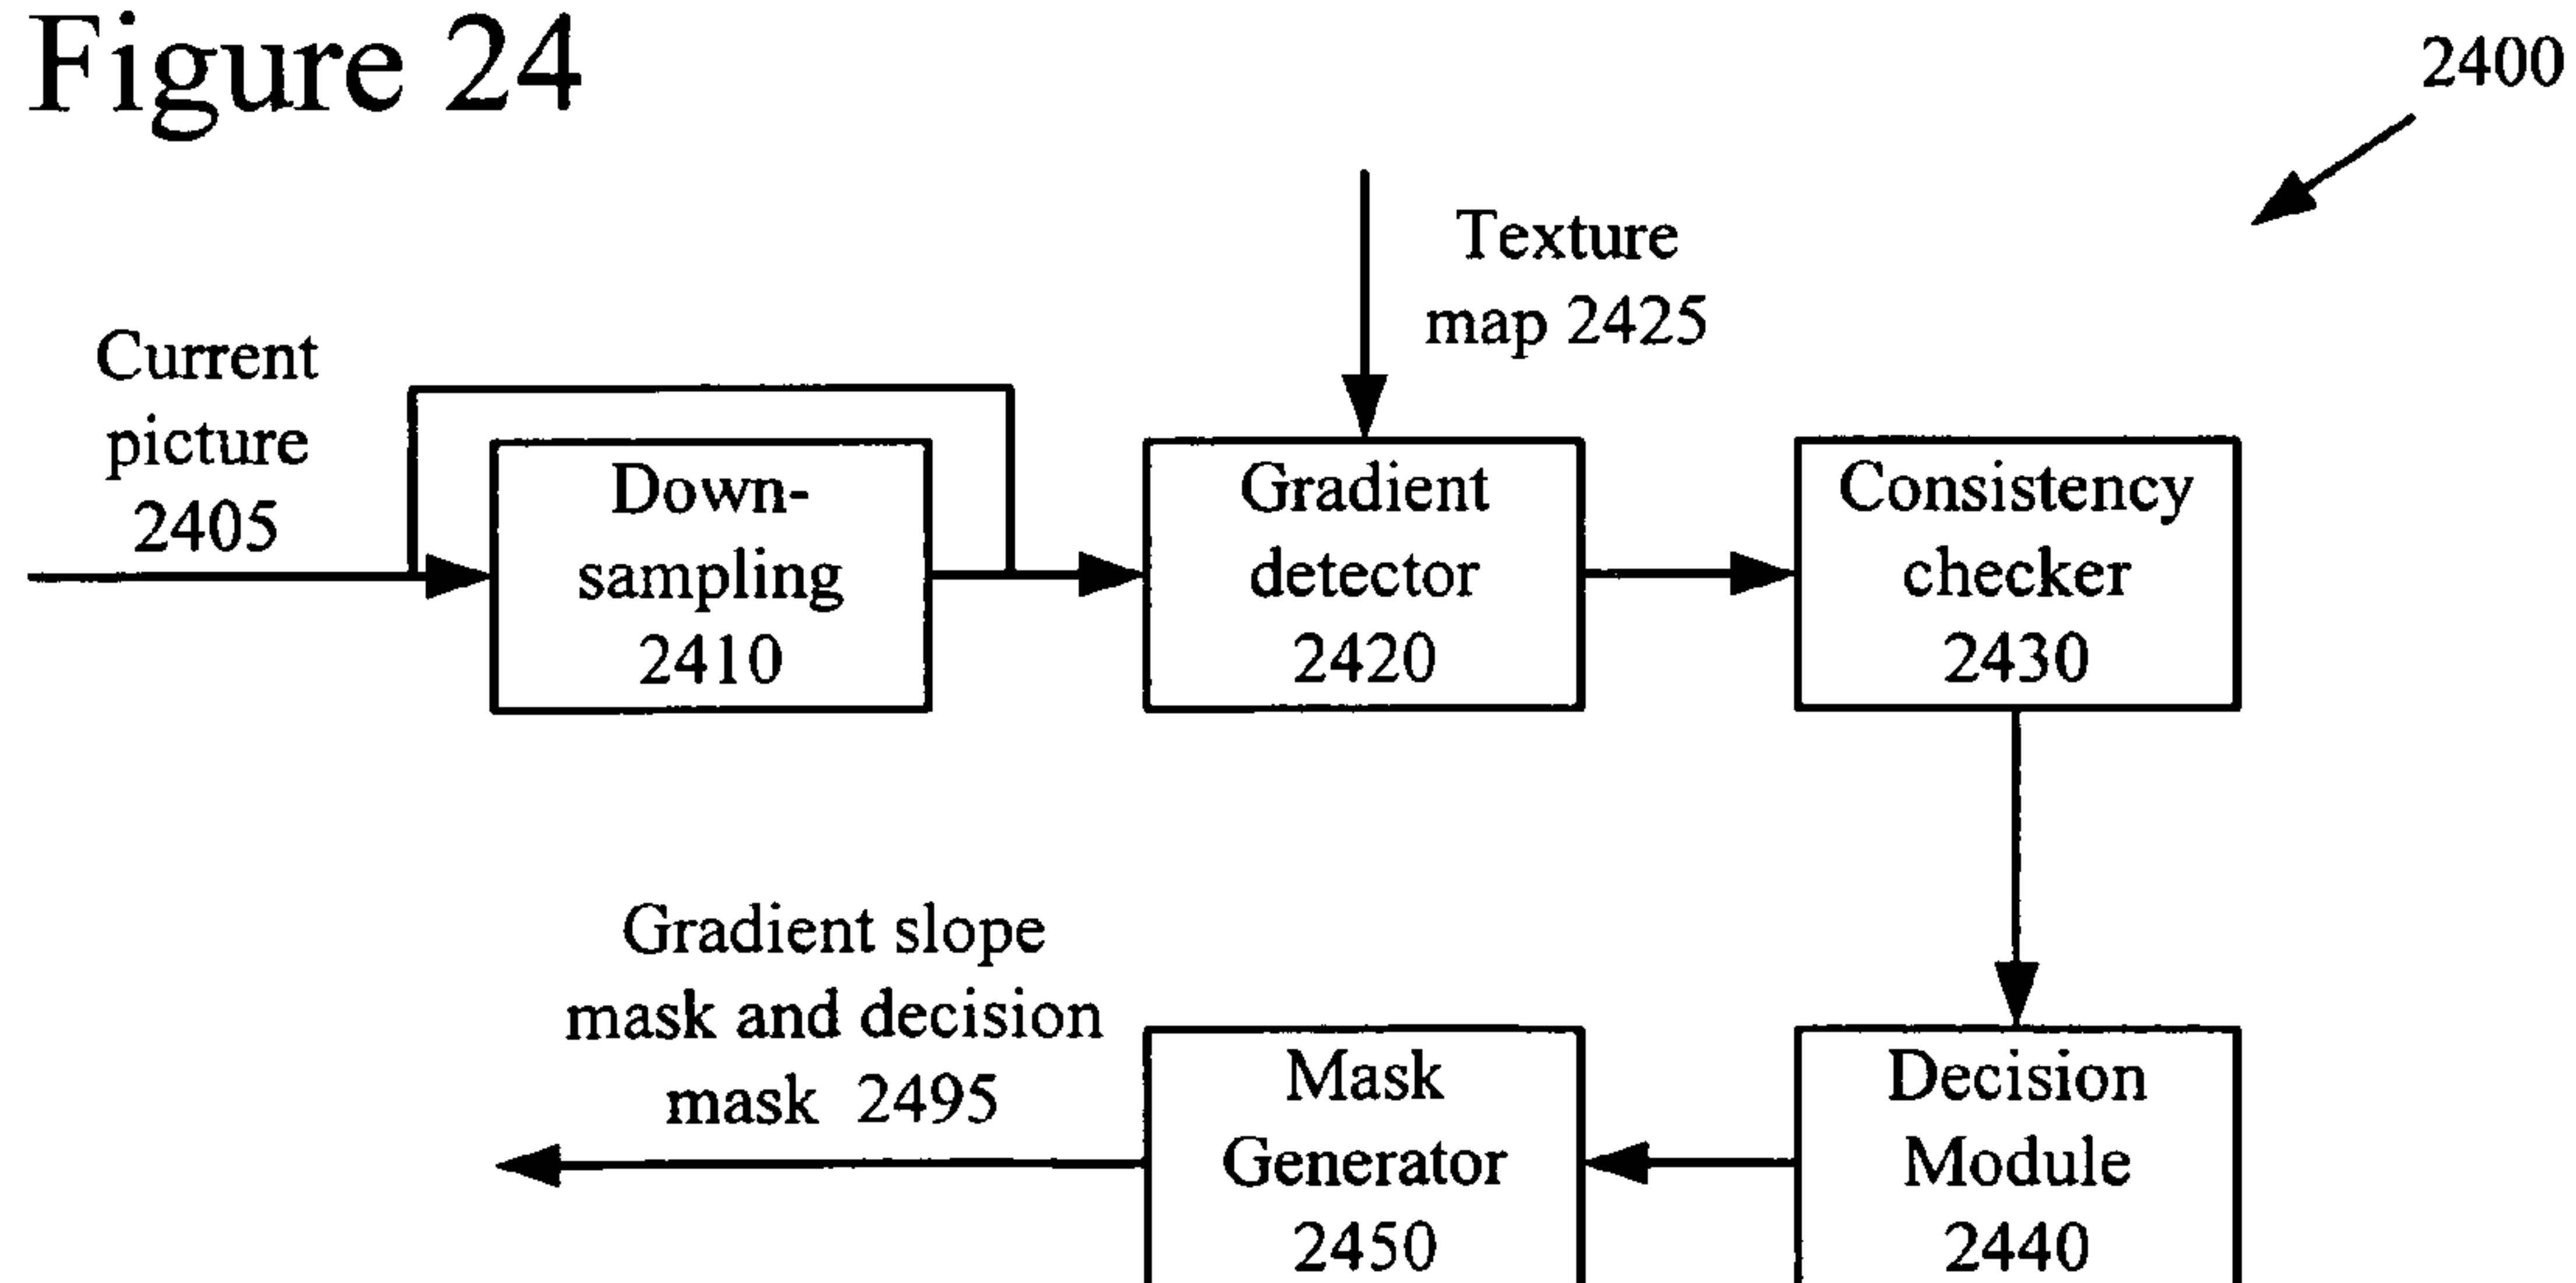 Figure 24
2400
Texture
map 2425
Current
picture
2405
Down-
sampling
2410
Gradient
detector
2420
Consistency
checker
2430
Gradient slope
mask and decision
mask 2495
Mask
Generator
2450
Decision
Module
2440